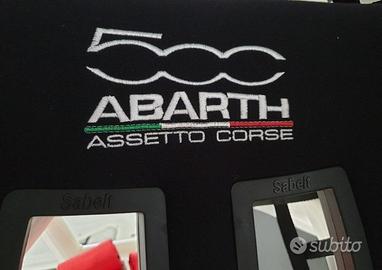 500
ABARTH
ASSETTO CORSE
Sabelt Sabelt
subito